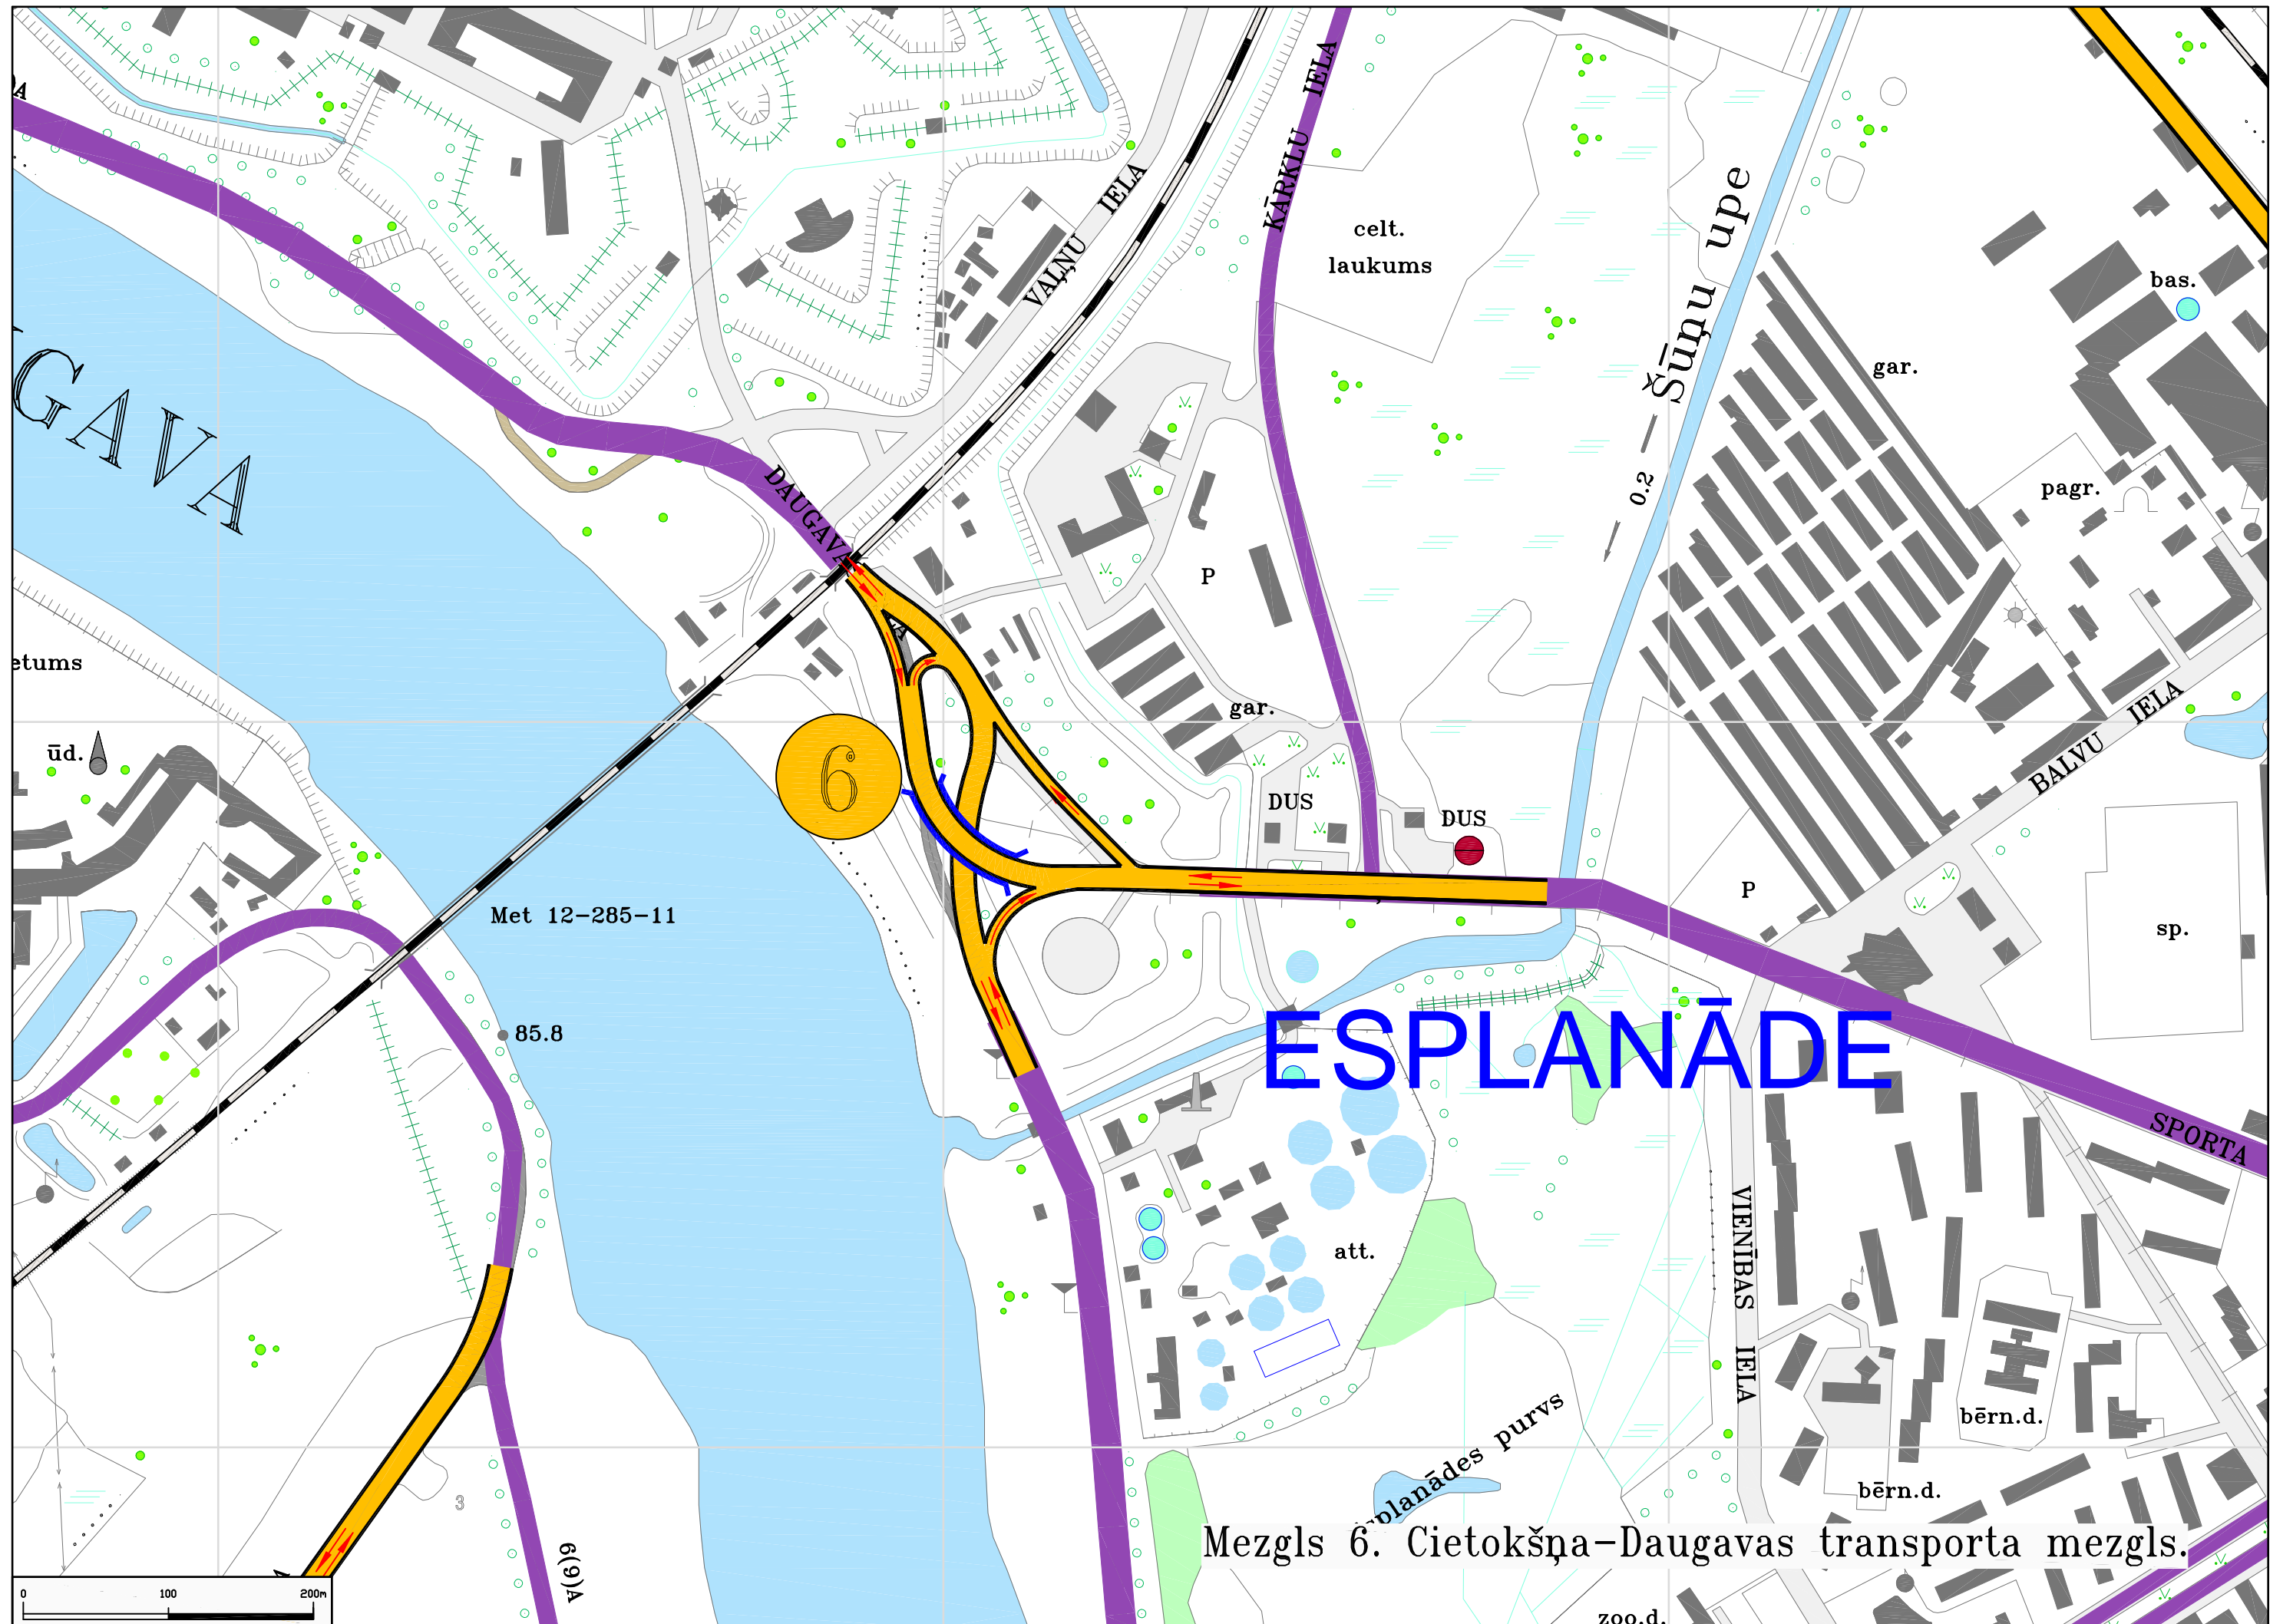 KĀRKLU IELA
VAĻŅU IELA
celt.
laukums
Šūņu upe
0.2
bas.
gar.
pagr.
GAVA
DAUGAVA
P
etums
ūd.
6
gar.
DUS
DUS
BALVU IELA
P
sp.
Met 12-285-11
85.8
ESPLANĀDE
SPORTA
VIENĪBAS IELA
att.
bērn.d.
bērn.d.
splanādes purvs
3
6(9)A
Mezgls 6. Cietokšņa-Daugavas transporta mezgls.
0 100 200m
zoo.d.